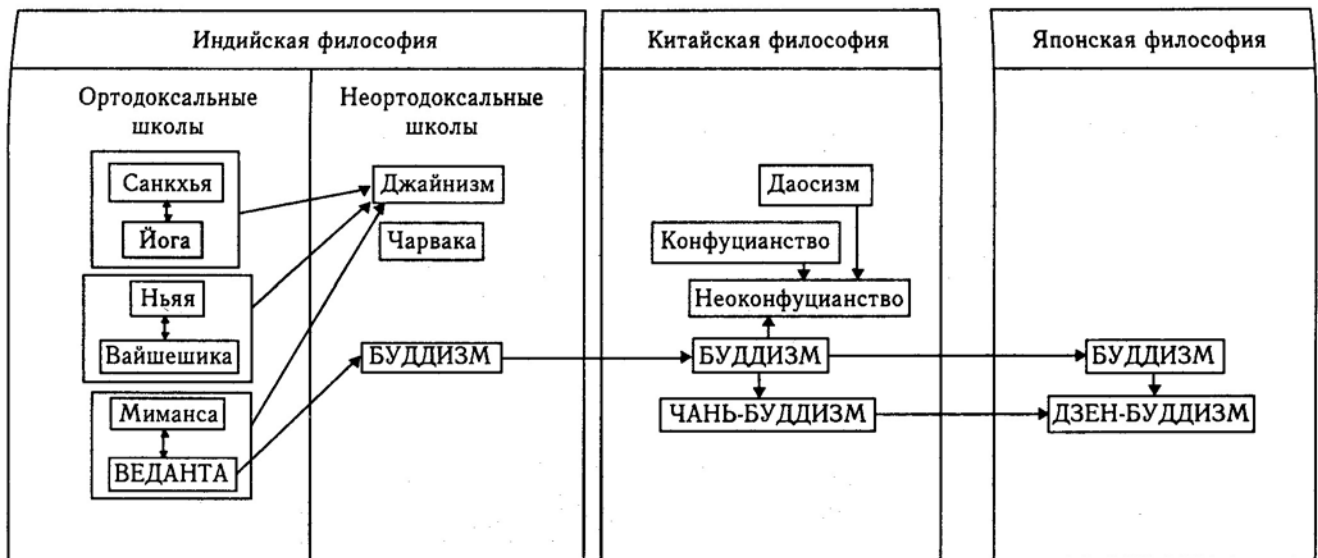 Индийская философия
Ортодоксальные
школы
Санкхья
Йога
Ньяя
Вайшешика
Миманса
ВЕДАНТА
Неортодоксальные
школы
Джайнизм
Чарвака
БУДДИЗМ
Китайская философия
Даосизм
Конфуцианство
Неоконфуцианство
БУДДИЗМ
ЧАНЬ-БУДДИЗМ
Японская философия
БУДДИЗМ
ДЗЕН-БУДДИЗМ